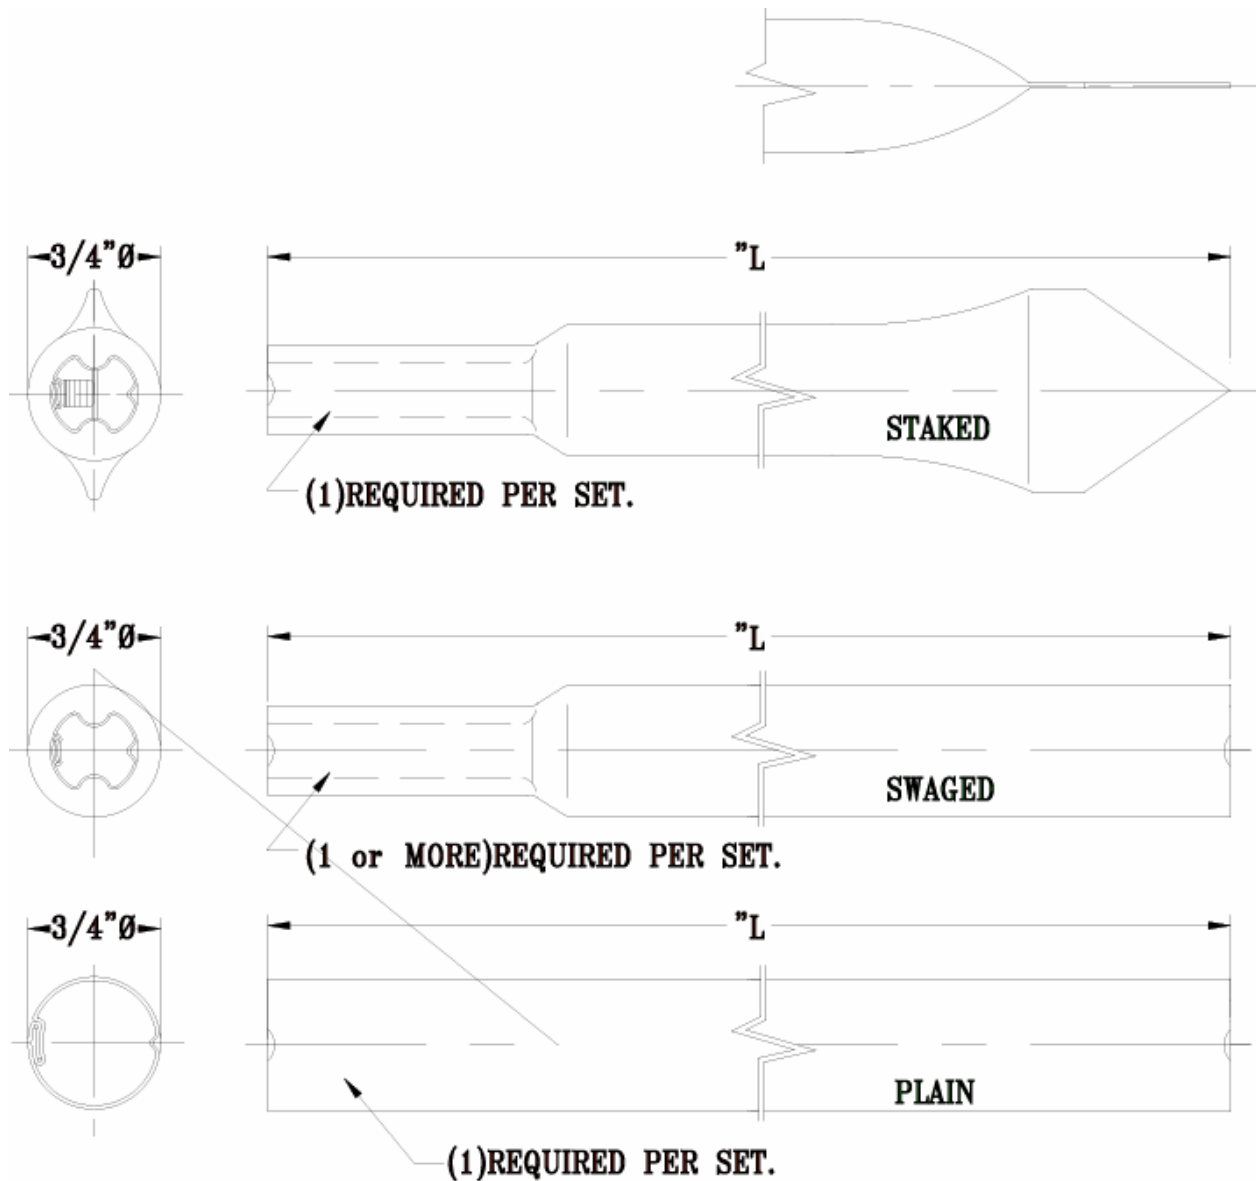 3/4"Ø
"L
STAKED
(1)REQUIRED PER SET.
3/4"Ø
"L
SWAGED
(1 or MORE)REQUIRED PER SET.
3/4"Ø
"L
PLAIN
(1)REQUIRED PER SET.